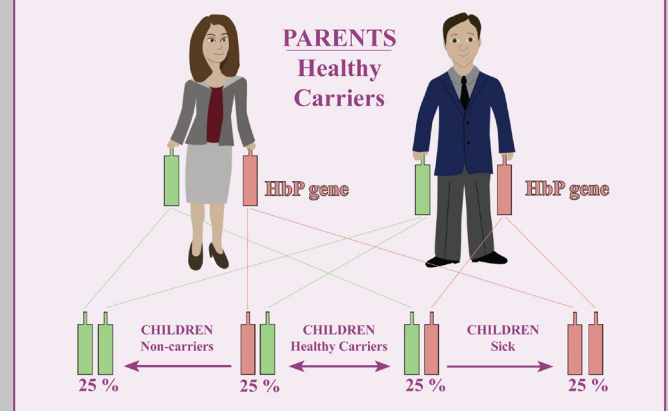 PARENTS
Healthy
Carriers
HbP gene
HbP gene
CHILDREN
Non-carriers
CHILDREN
Healthy Carriers
CHILDREN
Sick
25 %
25 %
25 %
25 %